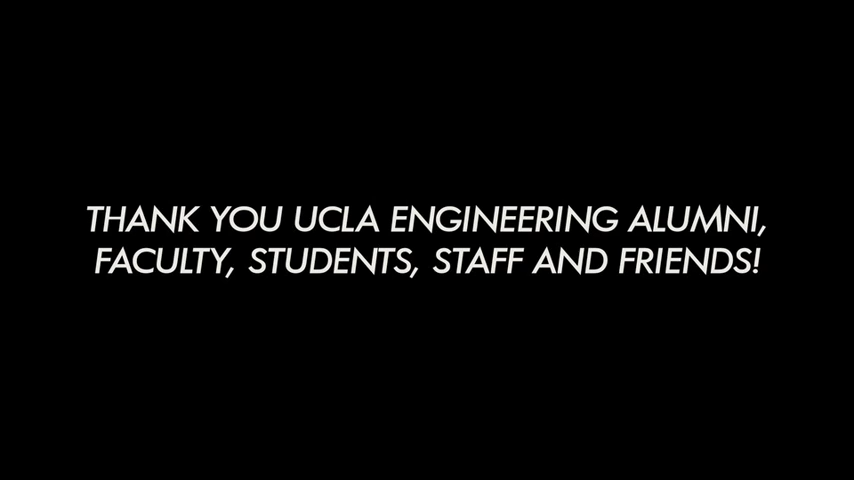 THANK YOU UCLA ENGINEERING ALUMNI,
FACULTY, STUDENTS, STAFF AND FRIENDS!